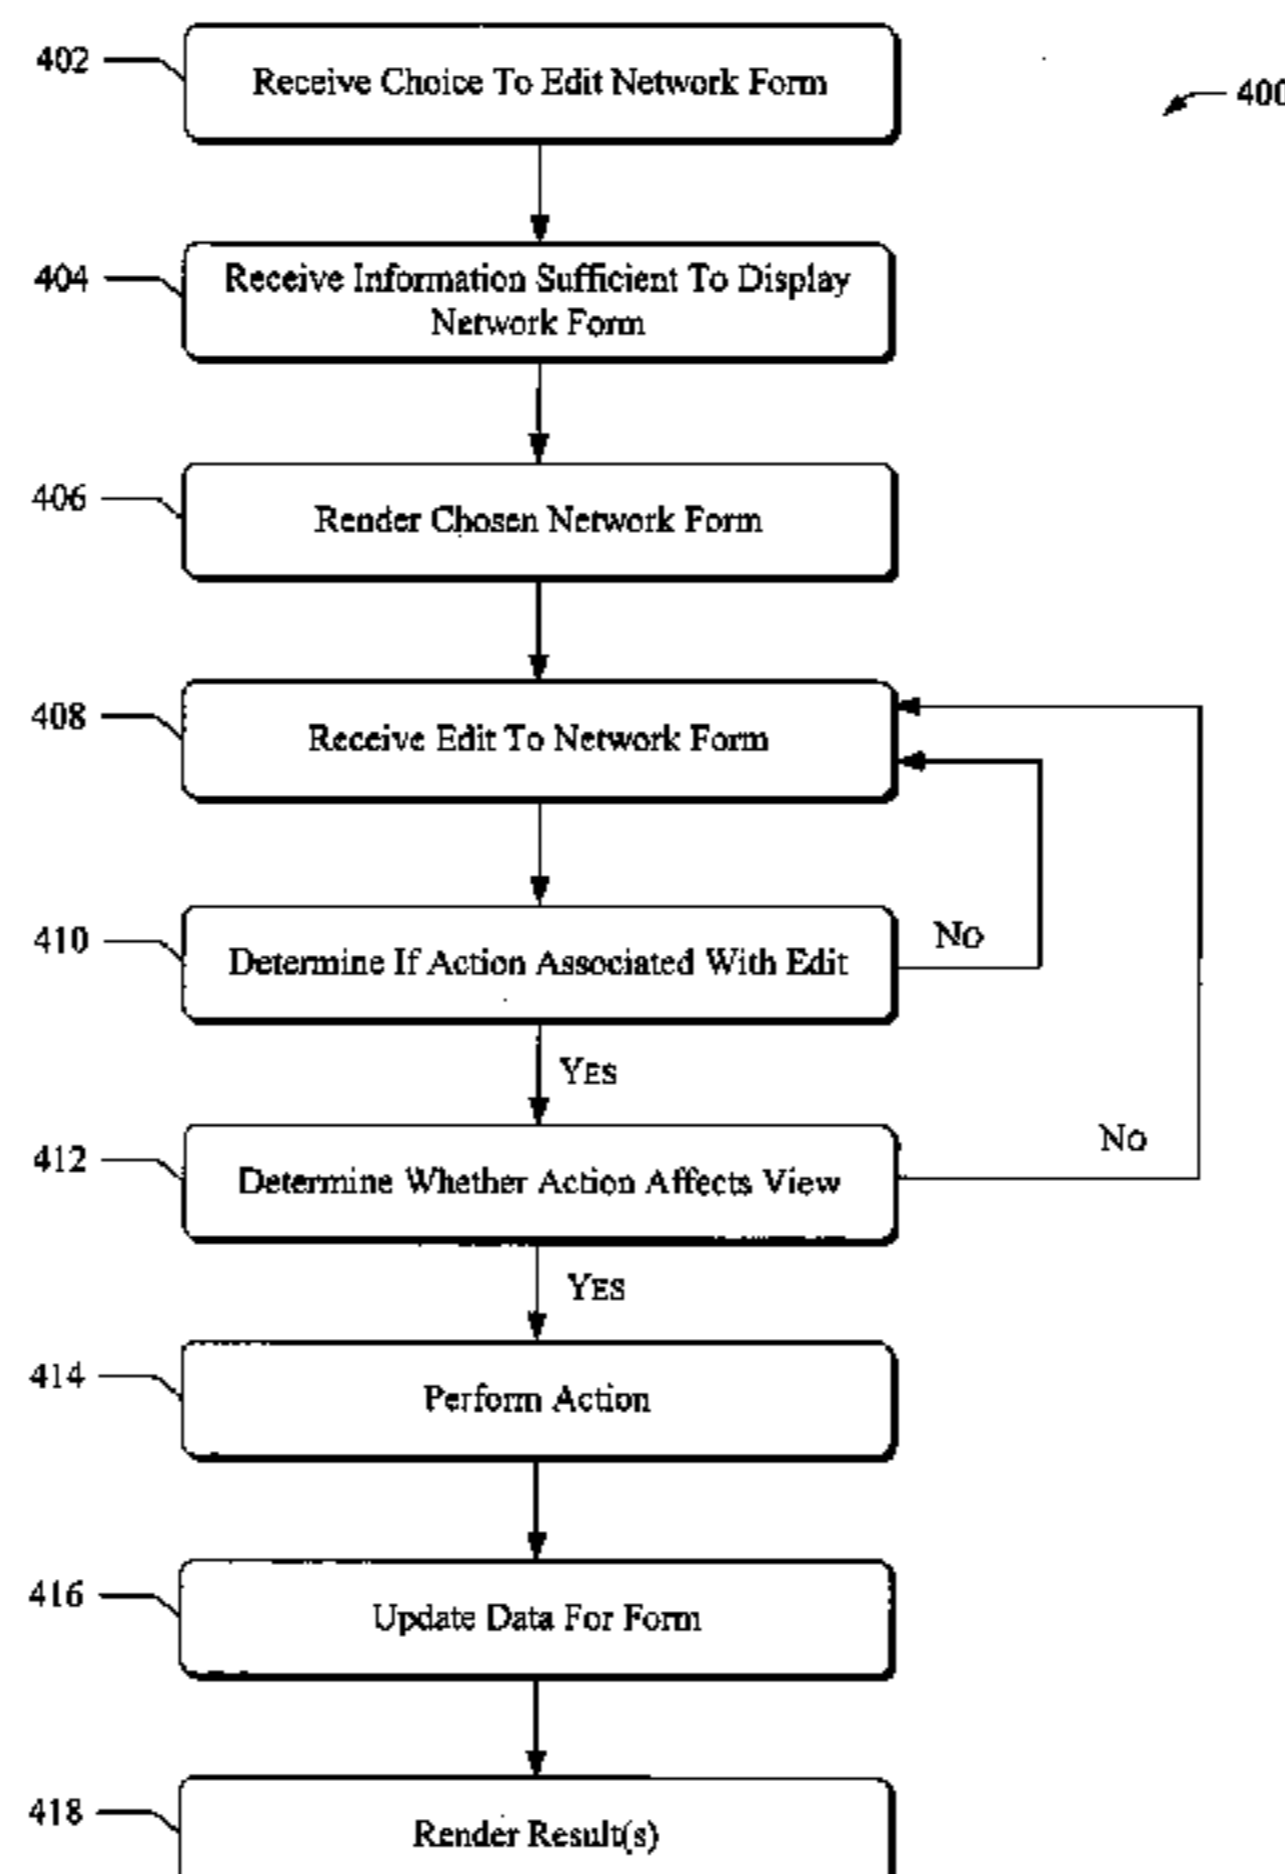 402
Receive Choice To Edit Network Form
400
404
Receive Information Sufficient To Display
Network Form
406
Render Chosen Network Form
408
Receive Edit To Network Form
410
Determine If Action Associated With Edit
No
Yes
412
Determine Whether Action Affects View
No
Yes
414
Perform Action
416
Update Data For Form
418
Render Result(s)